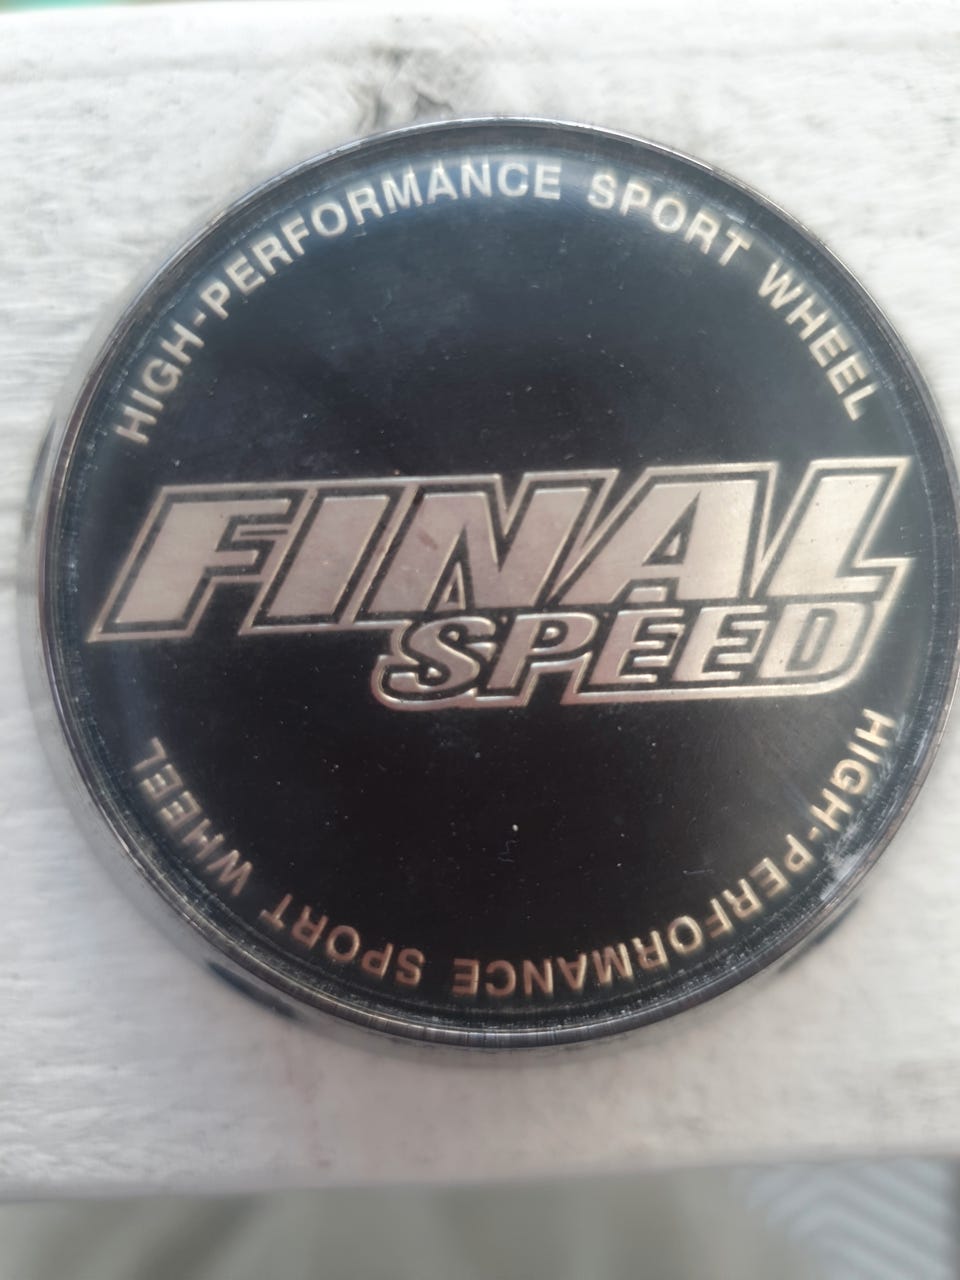 HIGH-PERFORMANCE SPORT WHEEL
FINAL
SPEED
HIGH-PERFORMANCE SPORT WHEEL